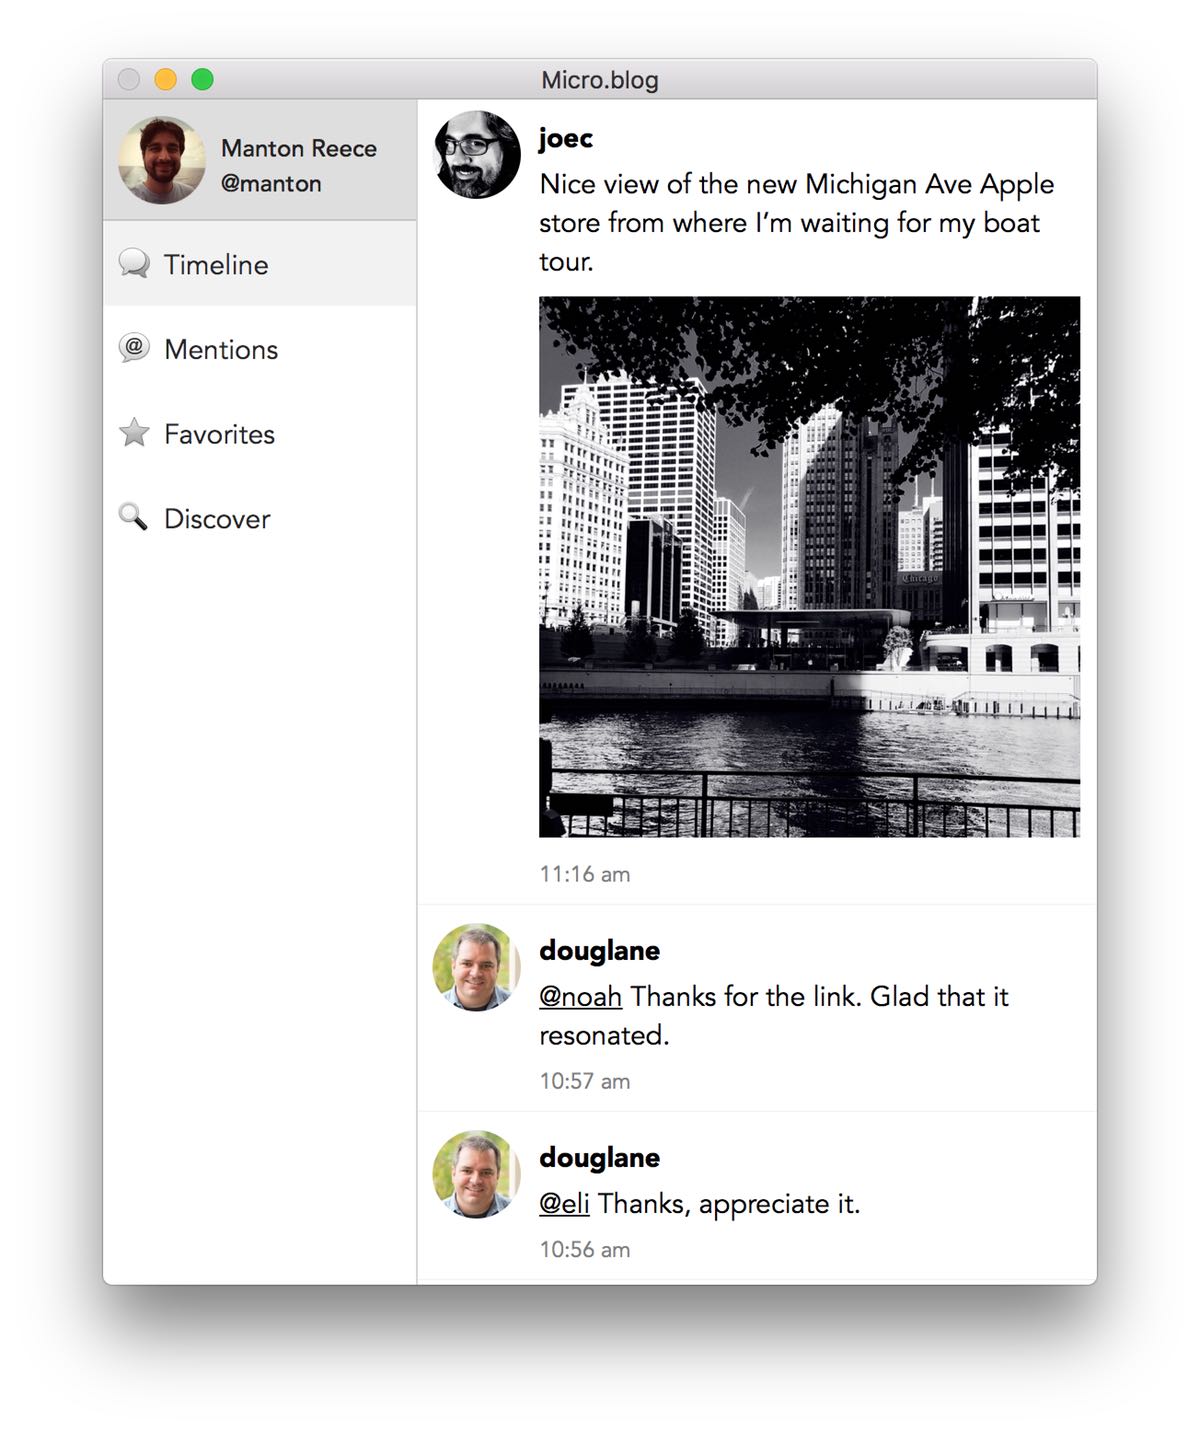 Micro.blog
Manton Reece
@manton
Timeline
@
Mentions
Favorites
Discover
joec
Nice view of the new Michigan Ave Apple
store from where I’m waiting for my boat
tour.
Chicago
11:16 am
douglane
@noah Thanks for the link. Glad that it
resonated.
10:57 am
douglane
@eli Thanks, appreciate it.
10:56 am